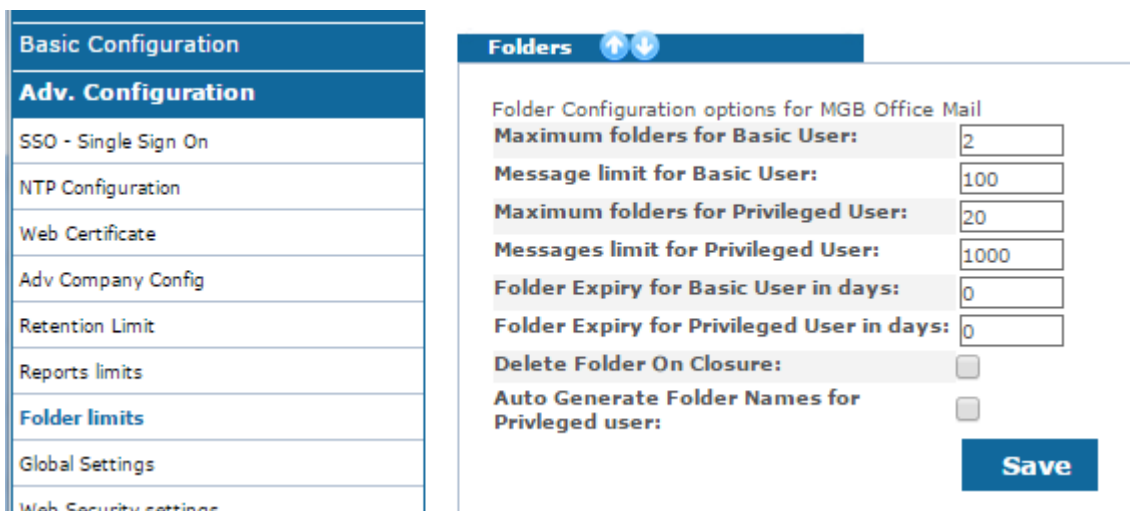 Basic Configuration
Adv. Configuration
SSO - Single Sign On
NTP Configuration
Web Certificate
Adv Company Config
Retention Limit
Reports limits
Folder limits
Global Settings
Web Security settings
Folders
Folder Configuration options for MGB Office Mail
Maximum folders for Basic User: 2
Message limit for Basic User: 100
Maximum folders for Privileged User: 20
Messages limit for Privileged User: 1000
Folder Expiry for Basic User in days: 0
Folder Expiry for Privileged User in days: 0
Delete Folder On Closure:
Auto Generate Folder Names for
Privleged user:
Save